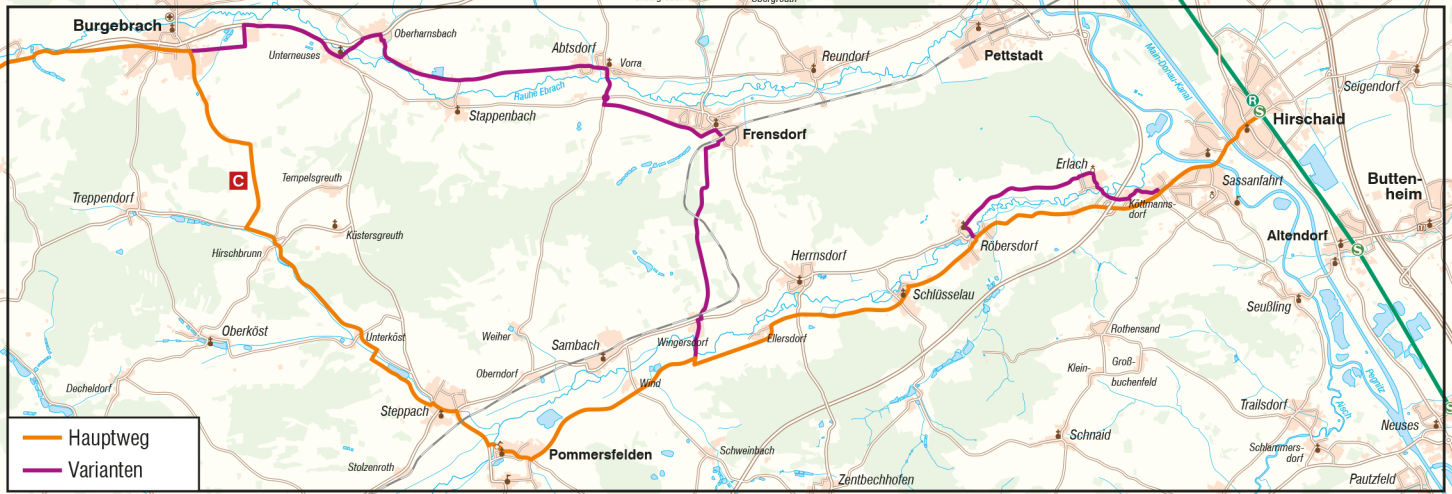 Obergreuth
Burgebrach
Oberharnsbach
Unterneuses
Abtsdorf
Vorra
Reundorf
Pettstadt
Main-Donau-Kanal
Seigendorf
Rauhe Ebrach
Stappenbach
R
S
Hirschaid
Frensdorf
Erlach
C
Tempelsgreuth
Sassanfahrt
Butten-
heim
Treppendorf
Köttmanns-
dorf
Küstersgreuth
Altendorf
Röbersdorf
S
Hirschbrunn
Herrnsdorf
Schlüsselau
Seußling
Oberköst
Unterköst
Weiher
Sambach
Wingersdorf
Ellersdorf
Rothensand
Klein-
Groß-
buchenfeld
Oberndorf
Decheldorf
Wind
Pegnitz
Aisch
Steppach
Trailsdorf
Neuses
Hauptweg
Schnaid
Pommersfelden
Schweinbach
Schlammers-
dorf
Varianten
Stolzenroth
Zentbechhofen
Pautzfeld